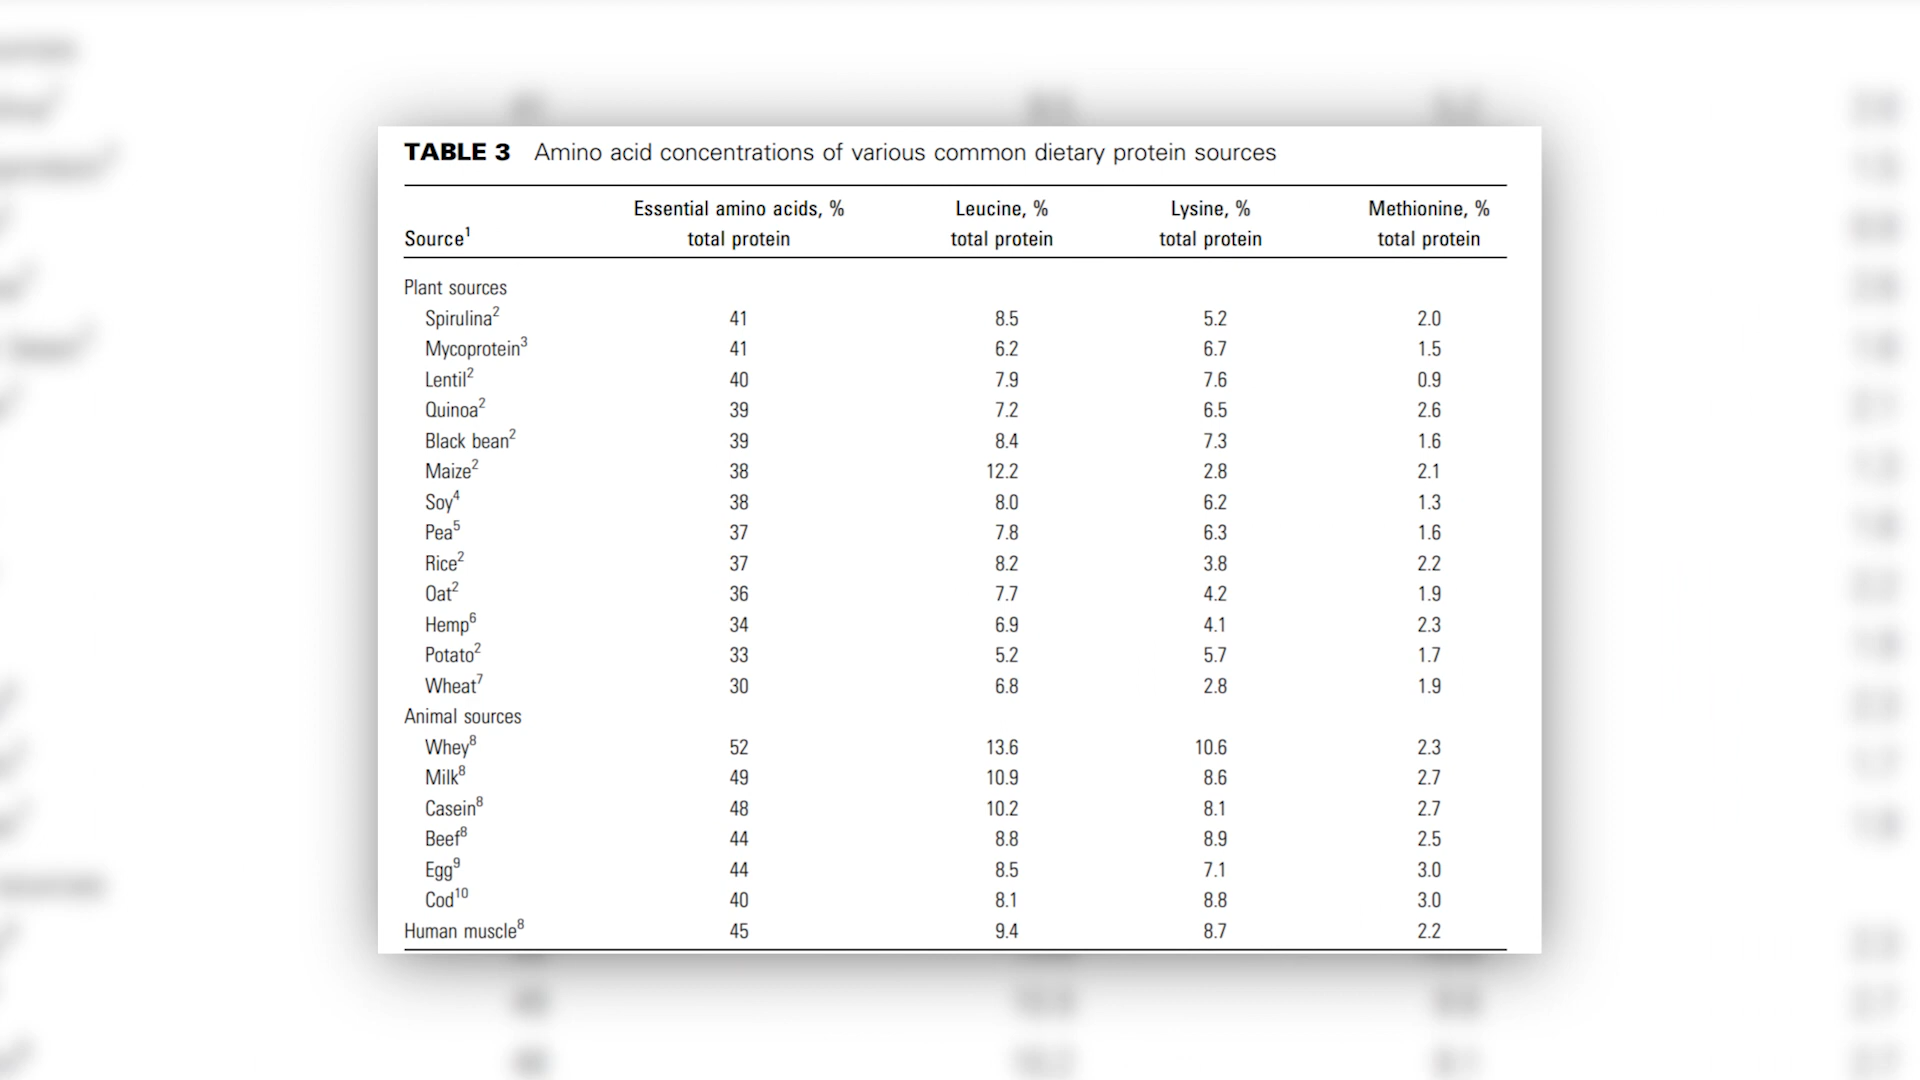 TABLE 3 Amino acid concentrations of various common dietary protein sources
Essential amino acids, % Leucine, % Lysine, % Methionine, %
Source¹ total protein total protein total protein total protein
Plant sources
Spirulina² 41 8.5 5.2 2.0
Mycoprotein³ 41 6.2 6.7 1.5
Lentil² 40 7.9 7.6 0.9
Quinoa² 39 7.2 6.5 2.6
Black bean² 39 8.4 7.3 1.6
Maize² 38 12.2 2.8 2.1
Soy⁴ 38 8.0 6.2 1.3
Pea⁵ 37 7.8 6.3 1.6
Rice² 37 8.2 3.8 2.2
Oat² 36 7.7 4.2 1.9
Hemp⁶ 34 6.9 4.1 2.3
Potato² 33 5.2 5.7 1.7
Wheat⁷ 30 6.8 2.8 1.9
Animal sources
Whey⁸ 52 13.6 10.6 2.3
Milk⁸ 49 10.9 8.6 2.7
Casein⁸ 48 10.2 8.1 2.7
Beef⁸ 44 8.8 8.9 2.5
Egg⁹ 44 8.5 7.1 3.0
Cod¹⁰ 40 8.1 8.8 3.0
Human muscle⁸ 45 9.4 8.7 2.2